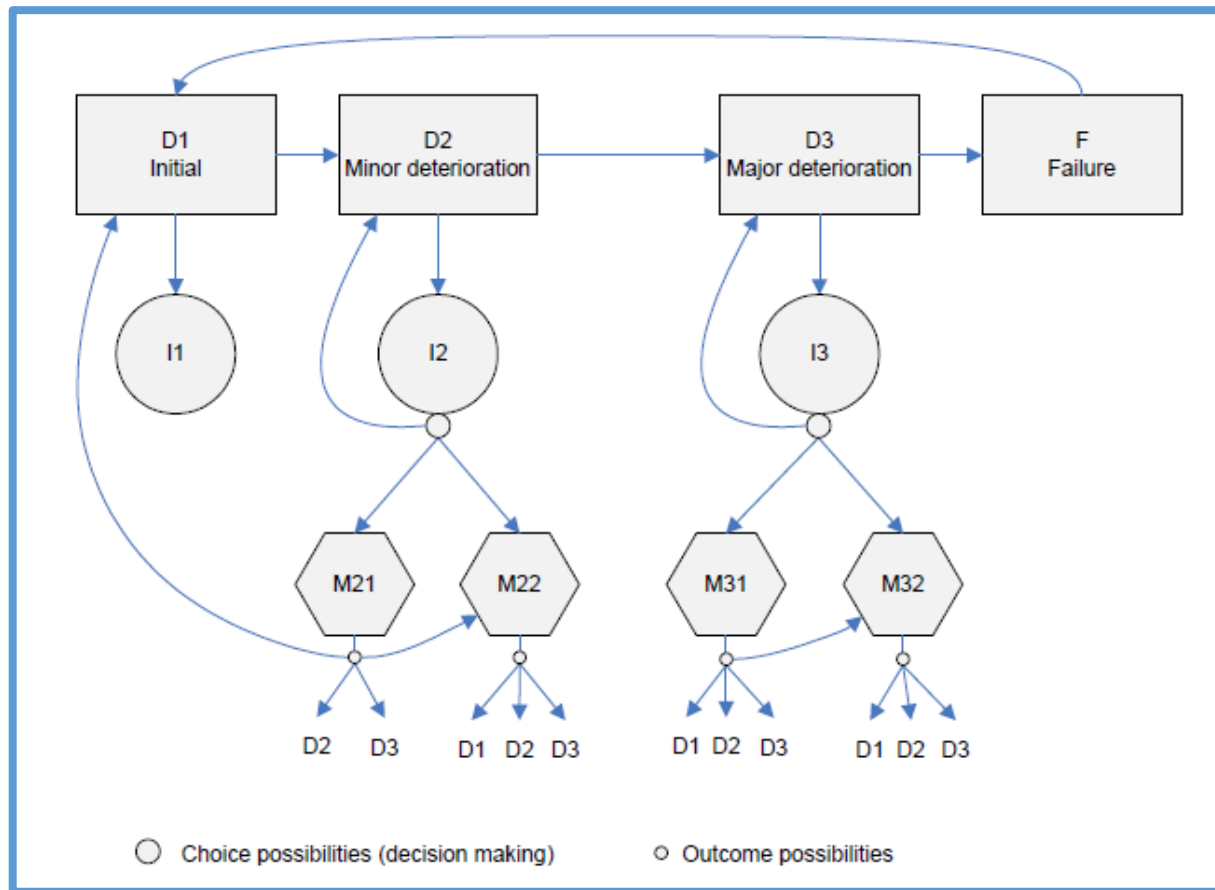 D1
Initial
D2
Minor deterioration
D3
Major deterioration
F
Failure
I1
I2
I3
M21
M22
M31
M32
D2
D3
D1
D2
D3
D1
D2
D3
D1
D2
D3
Choice possibilities (decision making)
Outcome possibilities